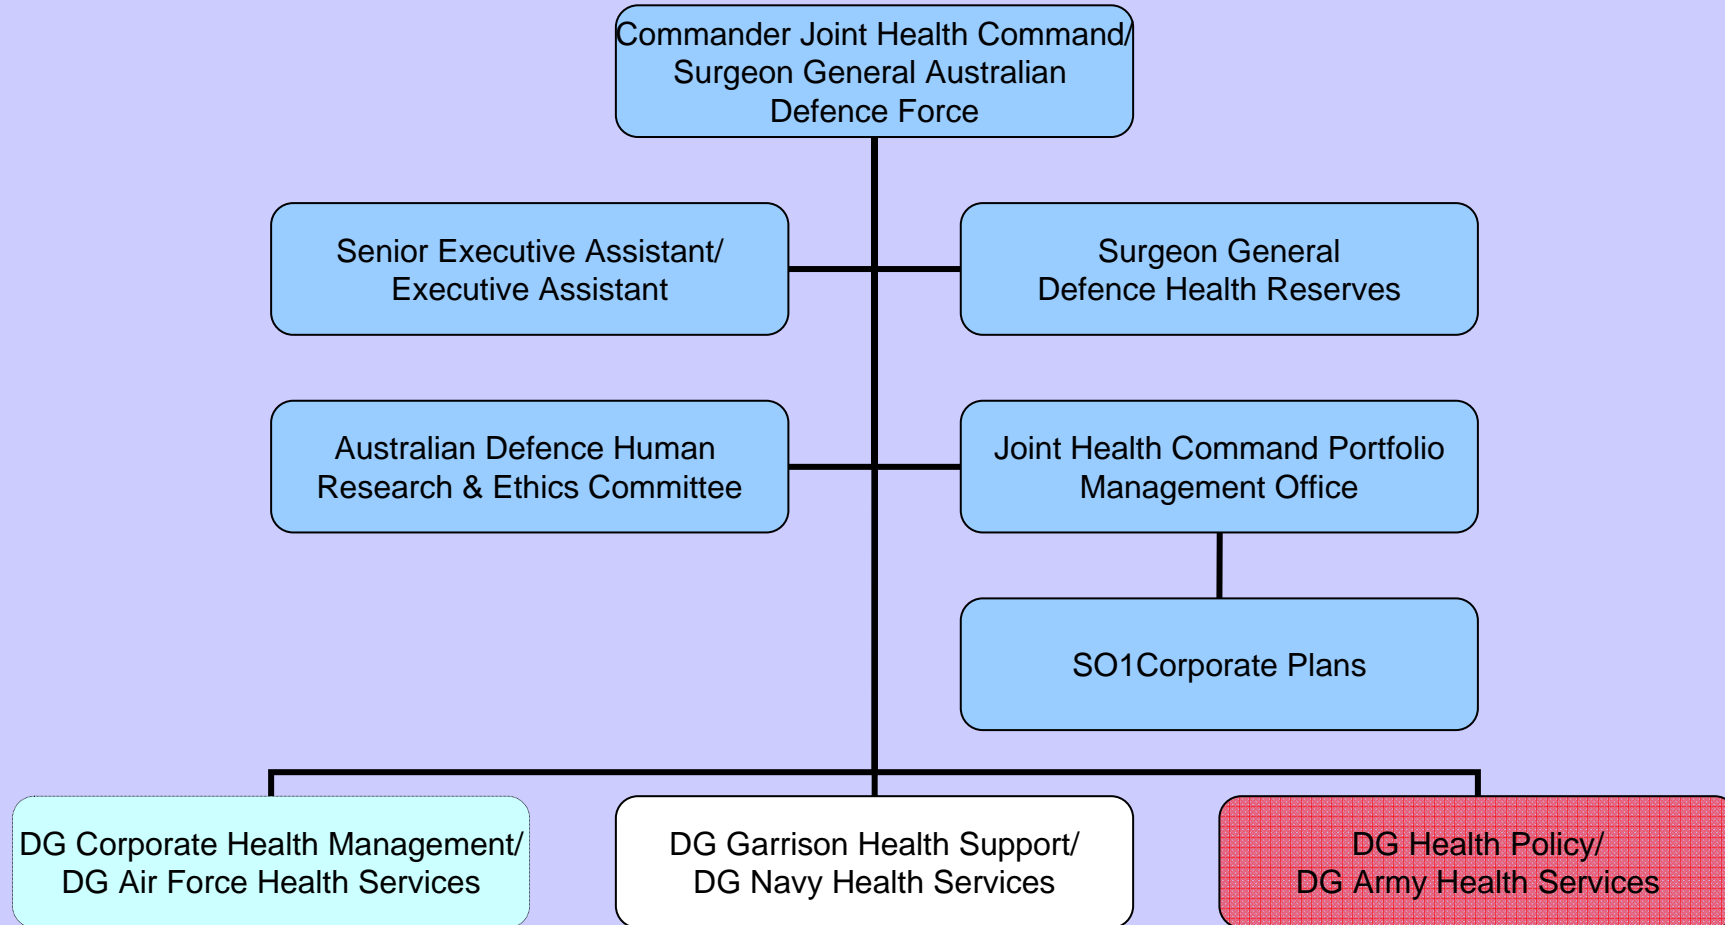 Commander Joint Health Command/
Surgeon General Australian
Defence Force
Senior Executive Assistant/
Executive Assistant
Surgeon General
Defence Health Reserves
Australian Defence Human
Research & Ethics Committee
Joint Health Command Portfolio
Management Office
SO1Corporate Plans
DG Corporate Health Management/
DG Air Force Health Services
DG Garrison Health Support/
DG Navy Health Services
DG Health Policy/
DG Army Health Services